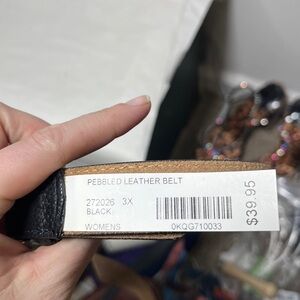 PEBBLED LEATHER BELT
272026 3X
BLACK
WOMENS 0KQG710033
$39.95